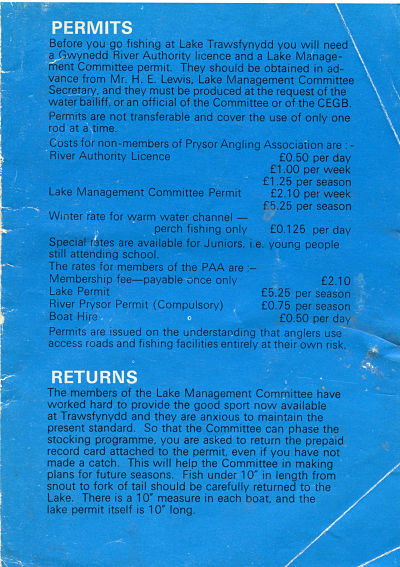 PERMITS
Before you go fishing at Lake Trawsfynydd you will need
a Gwynedd River Authority licence and a Lake Manage-
ment Committee permit. They should be obtained in ad-
vance from Mr. H. E. Lewis, Lake Management Committee
Secretary, and they must be produced at the request of the
water bailiff, or an official of the Committee or of the CEGB.
Permits are not transferable and cover the use of only one
rod at a time.
Costs for non-members of Prysor Angling Association are :-
River Authority Licence £0.50 per day
£1.00 per week
£1.25 per season
Lake Management Committee Permit £2.10 per week
£5.25 per season
Winter rate for warm water channel —
perch fishing only £0.125 per day
Special rates are available for Juniors, i.e. young people
still attending school.
The rates for members of the PAA are :—
Membership fee—payable once only £2.10
Lake Permit £5.25 per season
River Prysor Permit (Compulsory) £0.75 per season
Boat Hire £0.50 per day
Permits are issued on the understanding that anglers use
access roads and fishing facilities entirely at their own risk.
RETURNS
The members of the Lake Management Committee have
worked hard to provide the good sport now available
at Trawsfynydd and they are anxious to maintain the
present standard. So that the Committee can phase the
stocking programme, you are asked to return the prepaid
record card attached to the permit, even if you have not
made a catch. This will help the Committee in making
plans for future seasons. Fish under 10" in length from
snout to fork of tail should be carefully returned to the
Lake. There is a 10" measure in each boat, and the
lake permit itself is 10" long.